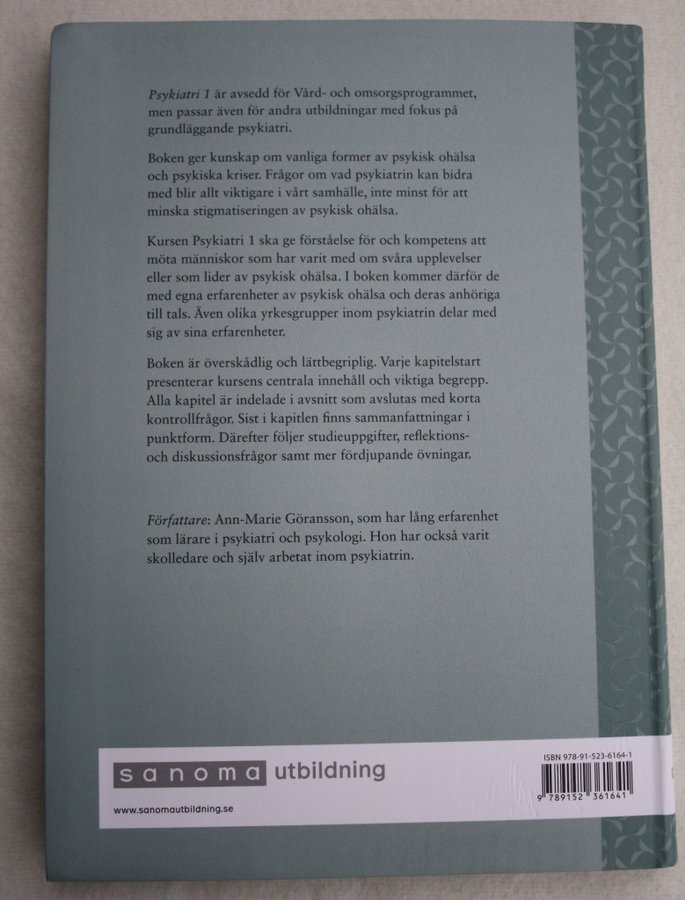 Psykiatri 1 är avsedd för Vård- och omsorgsprogrammet,
men passar även för andra utbildningar med fokus på
grundläggande psykiatri.
Boken ger kunskap om vanliga former av psykisk ohälsa
och psykiska kriser. Frågor om vad psykiatrin kan bidra
med blir allt viktigare i vårt samhälle, inte minst för att
minska stigmatiseringen av psykisk ohälsa.
Kursen Psykiatri 1 ska ge förståelse för och kompetens att
möta människor som har varit med om svåra upplevelser
eller som lider av psykisk ohälsa. I boken kommer därför de
med egna erfarenheter av psykisk ohälsa och deras anhöriga
till tals. Även olika yrkesgrupper inom psykiatrin delar med
sig av sina erfarenheter.
Boken är överskådlig och lättbegriplig. Varje kapitelstart
presenterar kursens centrala innehåll och viktiga begrepp.
Alla kapitel är indelade i avsnitt som avslutas med korta
kontrollfrågor. Sist i kapitlen finns sammanfattningar i
punktform. Därefter följer studieuppgifter, reflektions-
och diskussionsfrågor samt mer fördjupande övningar.
Författare: Ann-Marie Göransson, som har lång erfarenhet
som lärare i psykiatri och psykologi. Hon har också varit
skolledare och själv arbetat inom psykiatrin.
sanoma utbildning
www.sanomautbildning.se
ISBN 978-91-523-6164-1
9 789152 361641